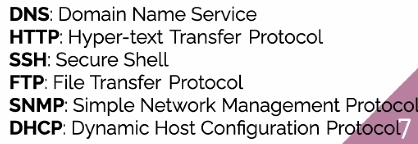 DNS: Domain Name Service
HTTP: Hyper-text Transfer Protocol
SSH: Secure Shell
FTP: File Transfer Protocol
SNMP: Simple Network Management Protocol
DHCP: Dynamic Host Configuration Protocol
7